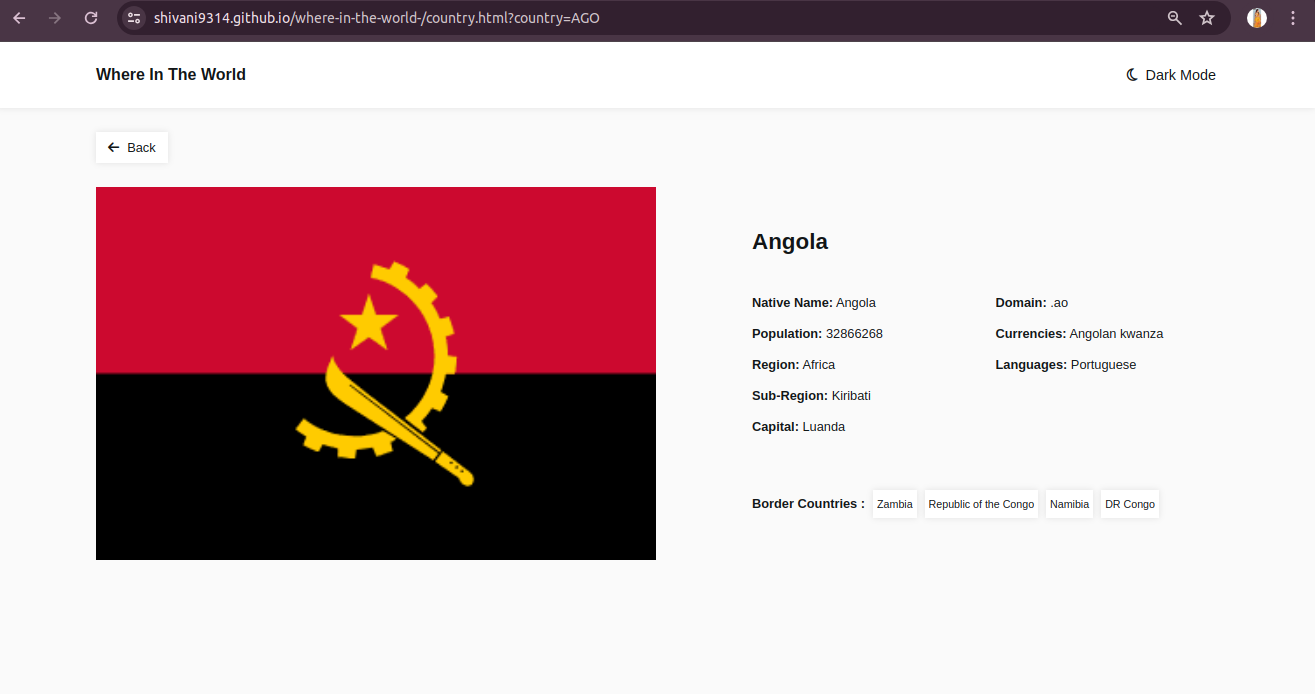 shivani9314.github.io/where-in-the-world-/country.html?country=AGO
Where In The World
Dark Mode
Back
Angola
Native Name: Angola
Population: 32866268
Region: Africa
Sub-Region: Kiribati
Capital: Luanda
Domain: .ao
Currencies: Angolan kwanza
Languages: Portuguese
Border Countries : Zambia Republic of the Congo Namibia DR Congo